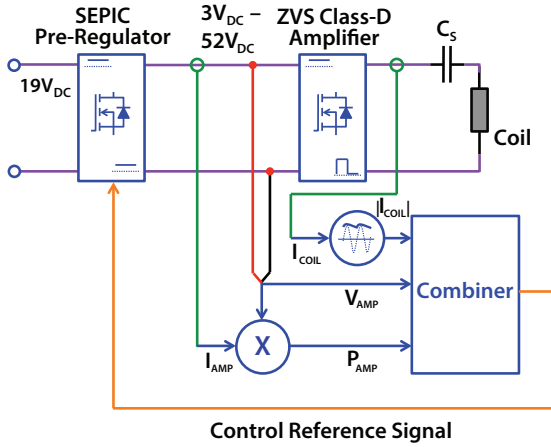 SEPIC
Pre-Regulator
3V_DC –
52V_DC
ZVS Class-D
Amplifier
C_S
19V_DC
Coil
|I_COIL|
I_COIL
V_AMP
Combiner
X
I_AMP
P_AMP
Control Reference Signal